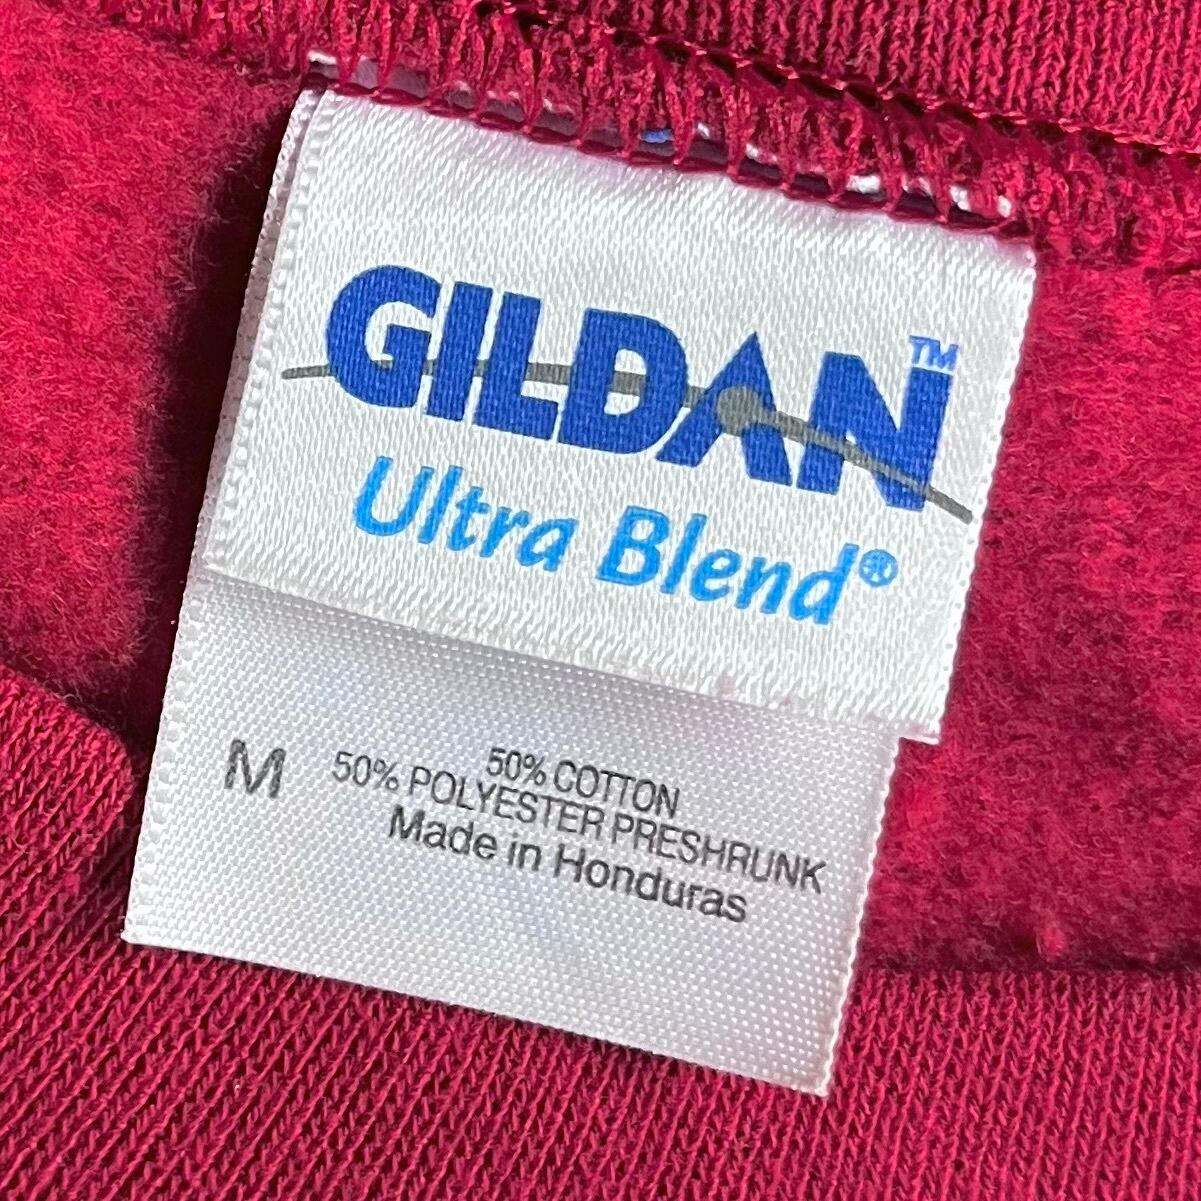 GILDAN™
Ultra Blend®
M
50% COTTON
50% POLYESTER PRESHRUNK
Made in Honduras